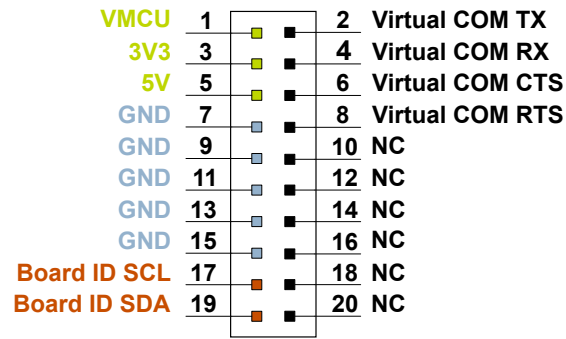 VMCU 1 2 Virtual COM TX
3V3 3 4 Virtual COM RX
5V 5 6 Virtual COM CTS
GND 7 8 Virtual COM RTS
GND 9 10 NC
GND 11 12 NC
GND 13 14 NC
GND 15 16 NC
Board ID SCL 17 18 NC
Board ID SDA 19 20 NC